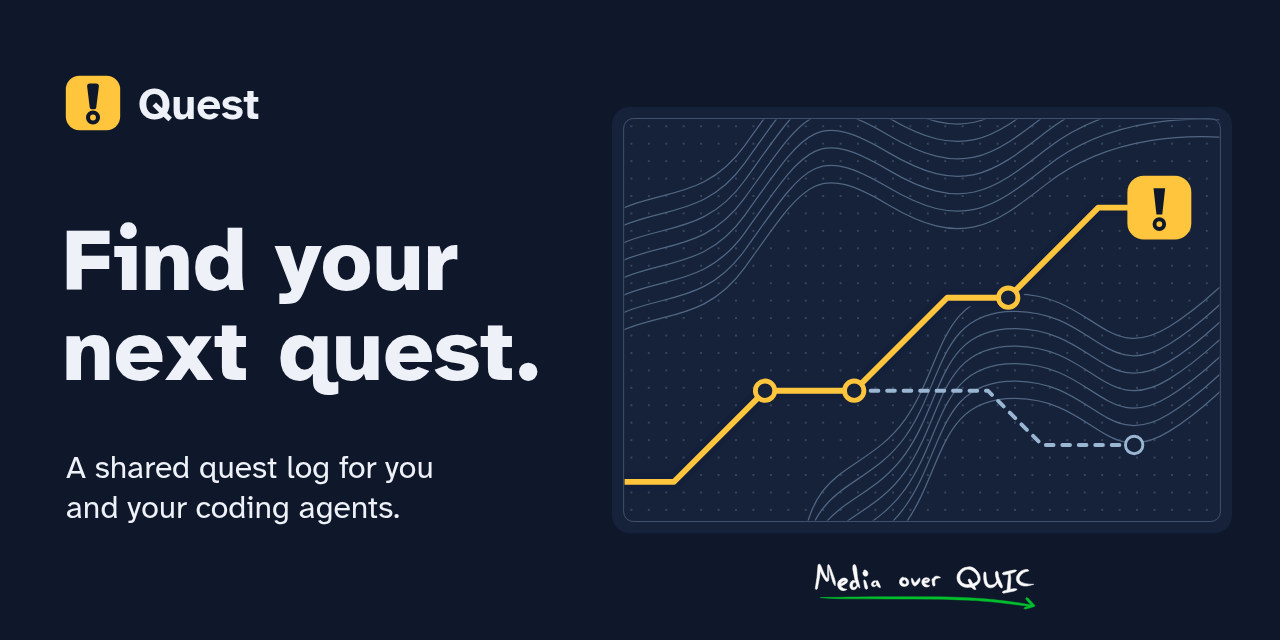 Quest
Find your
next quest.
A shared quest log for you
and your coding agents.
Media over QUIC